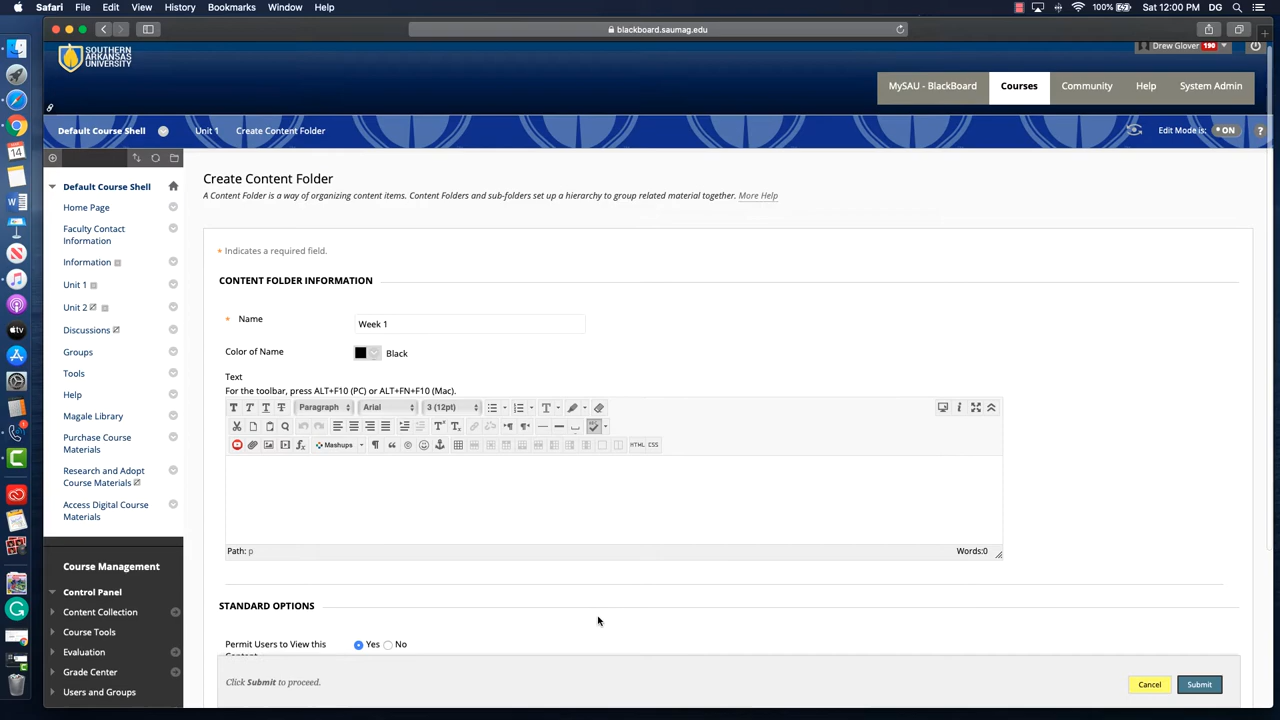 Safari File Edit View History Bookmarks Window Help 100% Sat 12:00 PM DG
blackboard.saumag.edu
SOUTHERN
ARKANSAS
UNIVERSITY
Drew Glover 190
MySAU - BlackBoard Courses Community Help System Admin
Default Course Shell Unit 1 Create Content Folder Edit Mode is: ON ?
Default Course Shell
Home Page
Faculty Contact
Information
Information
Unit 1
Unit 2
Discussions
Groups
Tools
Help
Magale Library
Purchase Course
Materials
Research and Adopt
Course Materials
Access Digital Course
Materials
Course Management
Control Panel
Content Collection
Course Tools
Evaluation
Grade Center
Users and Groups
Create Content Folder
A Content Folder is a way of organizing content items. Content Folders and sub-folders set up a hierarchy to group related material together. More Help
* Indicates a required field.
CONTENT FOLDER INFORMATION
* Name Week 1
Color of Name Black
Text
For the toolbar, press ALT+F10 (PC) or ALT+FN+F10 (Mac).
T T T T Paragraph Arial 3 (12pt) T
Mashups HTML CSS
Path: p Words:0
STANDARD OPTIONS
Permit Users to View this Yes No
Click Submit to proceed. Cancel Submit